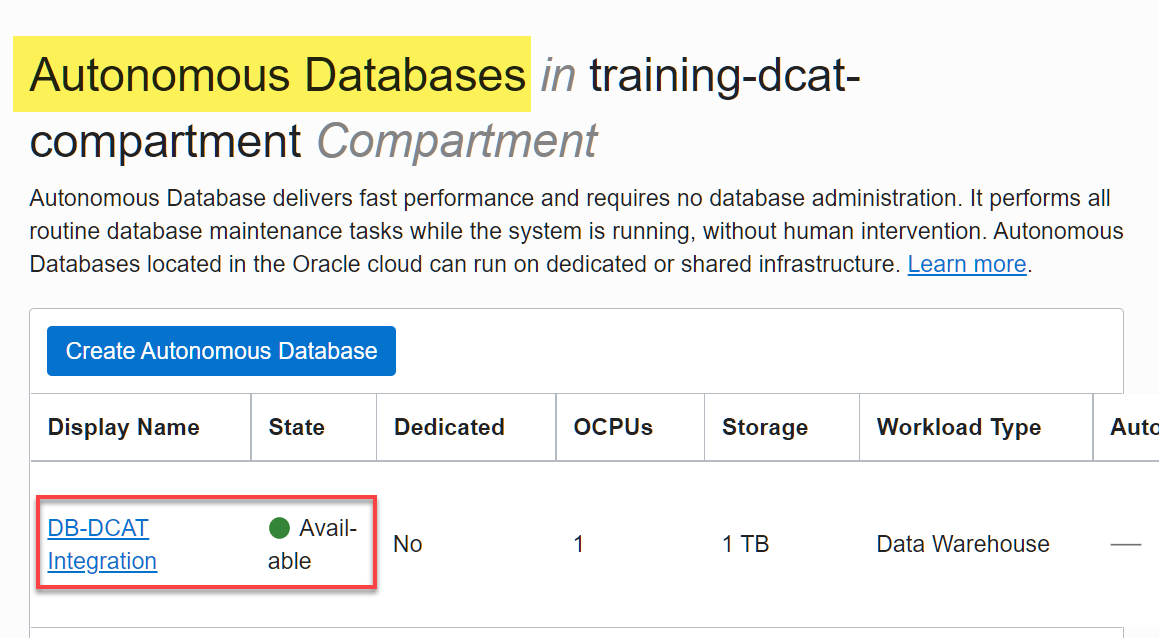 Autonomous Databases in training-dcat-
compartment Compartment
Autonomous Database delivers fast performance and requires no database administration. It performs all
routine database maintenance tasks while the system is running, without human intervention. Autonomous
Databases located in the Oracle cloud can run on dedicated or shared infrastructure. Learn more.
Create Autonomous Database
Display Name State Dedicated OCPUs Storage Workload Type Auto
DB-DCAT Avail-
Integration able
No 1 1 TB Data Warehouse —